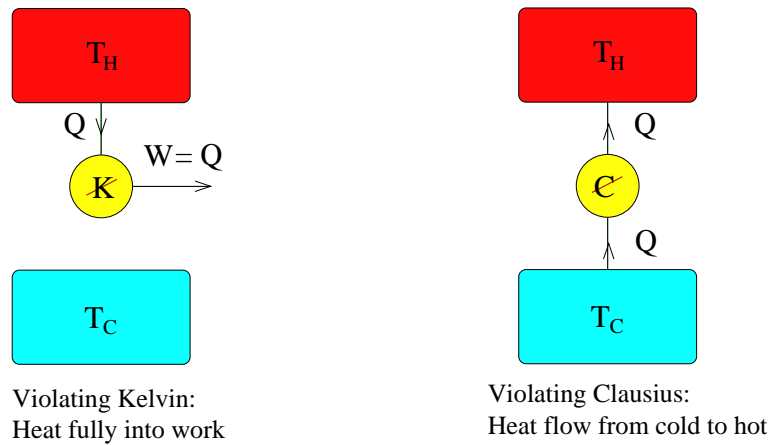 T_H
Q
W = Q
K
T_C
Violating Kelvin:
Heat fully into work
T_H
Q
C
Q
T_C
Violating Clausius:
Heat flow from cold to hot